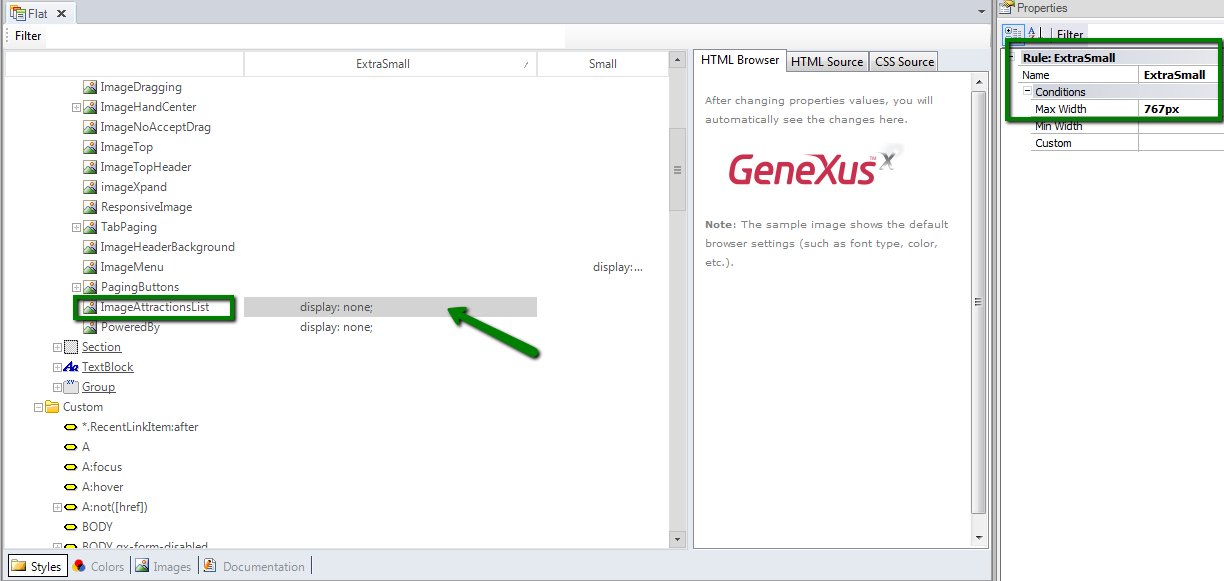 Flat
Filter
ExtraSmall
Small
ImageDragging
ImageHandCenter
ImageNoAcceptDrag
ImageTop
ImageTopHeader
imageXpand
ResponsiveImage
TabPaging
ImageHeaderBackground
ImageMenu display:...
PagingButtons
ImageAttractionsList display: none;
PoweredBy display: none;
Section
Aa TextBlock
XY Group
Custom
*.RecentLinkItem:after
A
A:focus
A:hover
A:not([href])
BODY
BODY.gx-form-disabled
Styles Colors Images Documentation
HTML Browser HTML Source CSS Source
After changing properties values, you will
automatically see the changes here.
GeneXus™ X
Note: The sample image shows the default
browser settings (such as font type, color,
etc.).
Properties
Filter
Rule: ExtraSmall
Name ExtraSmall
Conditions
Max Width 767px
Min Width
Custom